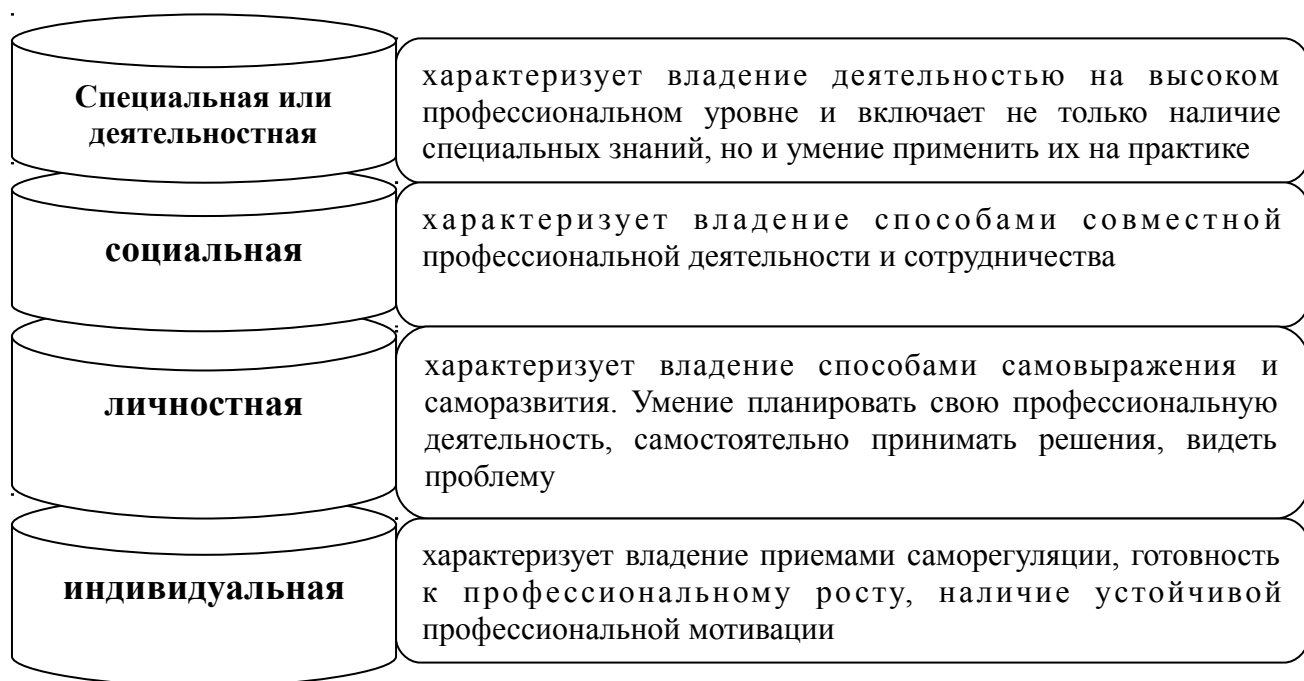 Специальная или
деятельностная
характеризует владение деятельностью на высоком
профессиональном уровне и включает не только наличие
специальных знаний, но и умение применить их на практике
социальная
характеризует владение способами совместной
профессиональной деятельности и сотрудничества
личностная
характеризует владение способами самовыражения и
саморазвития. Умение планировать свою профессиональную
деятельность, самостоятельно принимать решения, видеть
проблему
индивидуальная
характеризует владение приемами саморегуляции, готовность
к профессиональному росту, наличие устойчивой
профессиональной мотивации